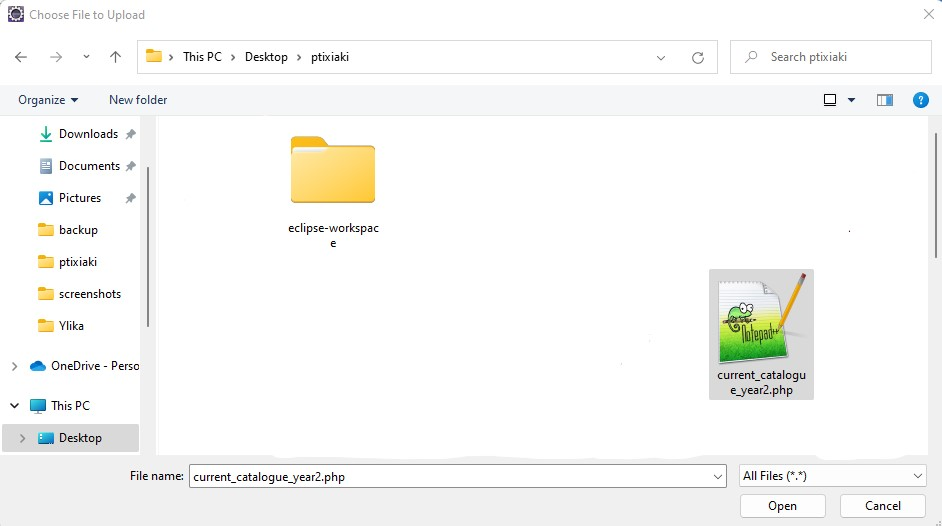 Choose File to Upload
This PC
Desktop
ptixiaki
Search ptixiaki
Organize
New folder
?
Downloads
Documents
Pictures
backup
ptixiaki
screenshots
Ylika
OneDrive - Perso
This PC
Desktop
eclipse-workspac
e
Notepad++
current_catalogu
e_year2.php
File name:
current_catalogue_year2.php
All Files (*.*)
Open
Cancel